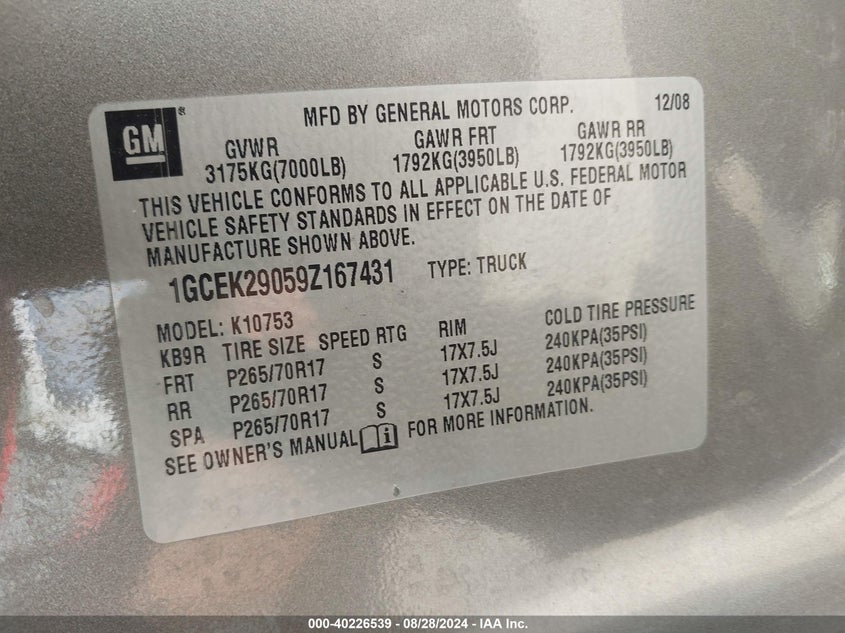 GM ® MFD BY GENERAL MOTORS CORP. 12/08
GVWR GAWR FRT GAWR RR
3175KG(7000LB) 1792KG(3950LB) 1792KG(3950LB)
THIS VEHICLE CONFORMS TO ALL APPLICABLE U.S. FEDERAL MOTOR
VEHICLE SAFETY STANDARDS IN EFFECT ON THE DATE OF
MANUFACTURE SHOWN ABOVE.
1GCEK29059Z167431 TYPE: TRUCK
MODEL: K10753
KB9R TIRE SIZE SPEED RTG RIM COLD TIRE PRESSURE
FRT P265/70R17 S 17X7.5J 240KPA(35PSI)
RR P265/70R17 S 17X7.5J 240KPA(35PSI)
SPA P265/70R17 S 17X7.5J 240KPA(35PSI)
SEE OWNER'S MANUAL i FOR MORE INFORMATION.
000-40226539 - 08/28/2024 - IAA Inc.